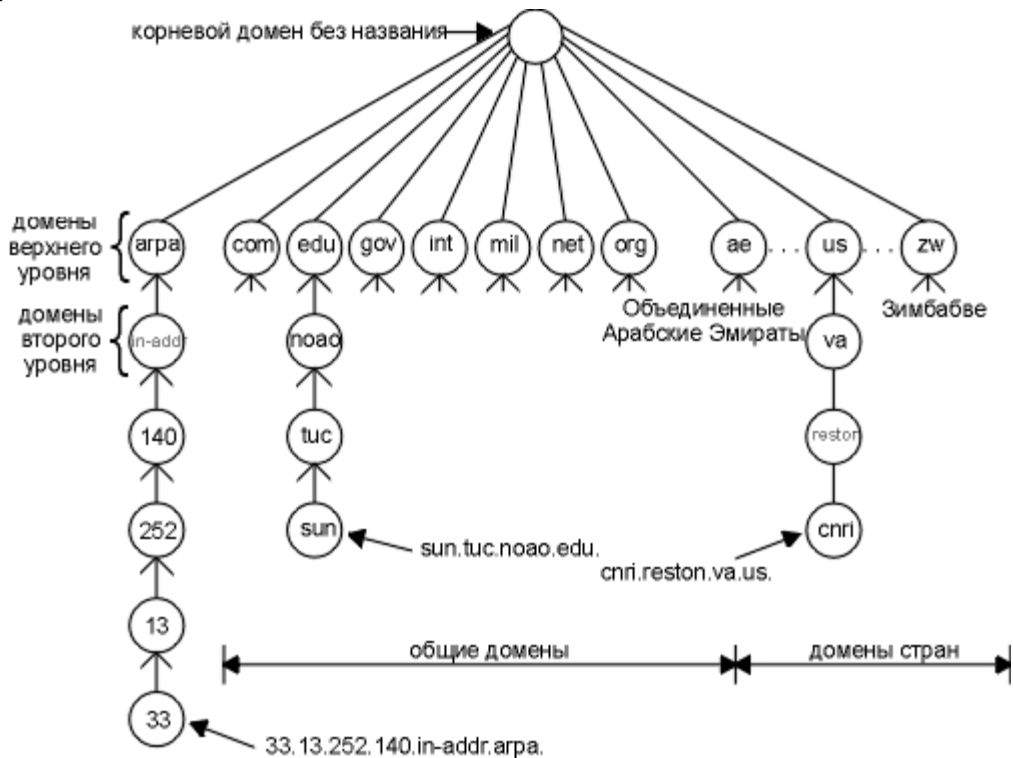 корневой домен без названия
домены
верхнего
уровня
arpa
com
edu
gov
int
mil
net
org
ae
. . .
us
. . .
zw
домены
второго
уровня
in-addr
noao
Объединенные
Арабские Эмираты
va
Зимбабве
140
tuc
reston
252
sun
sun.tuc.noao.edu.
cnri
cnri.reston.va.us.
13
общие домены
домены стран
33
33.13.252.140.in-addr.arpa.